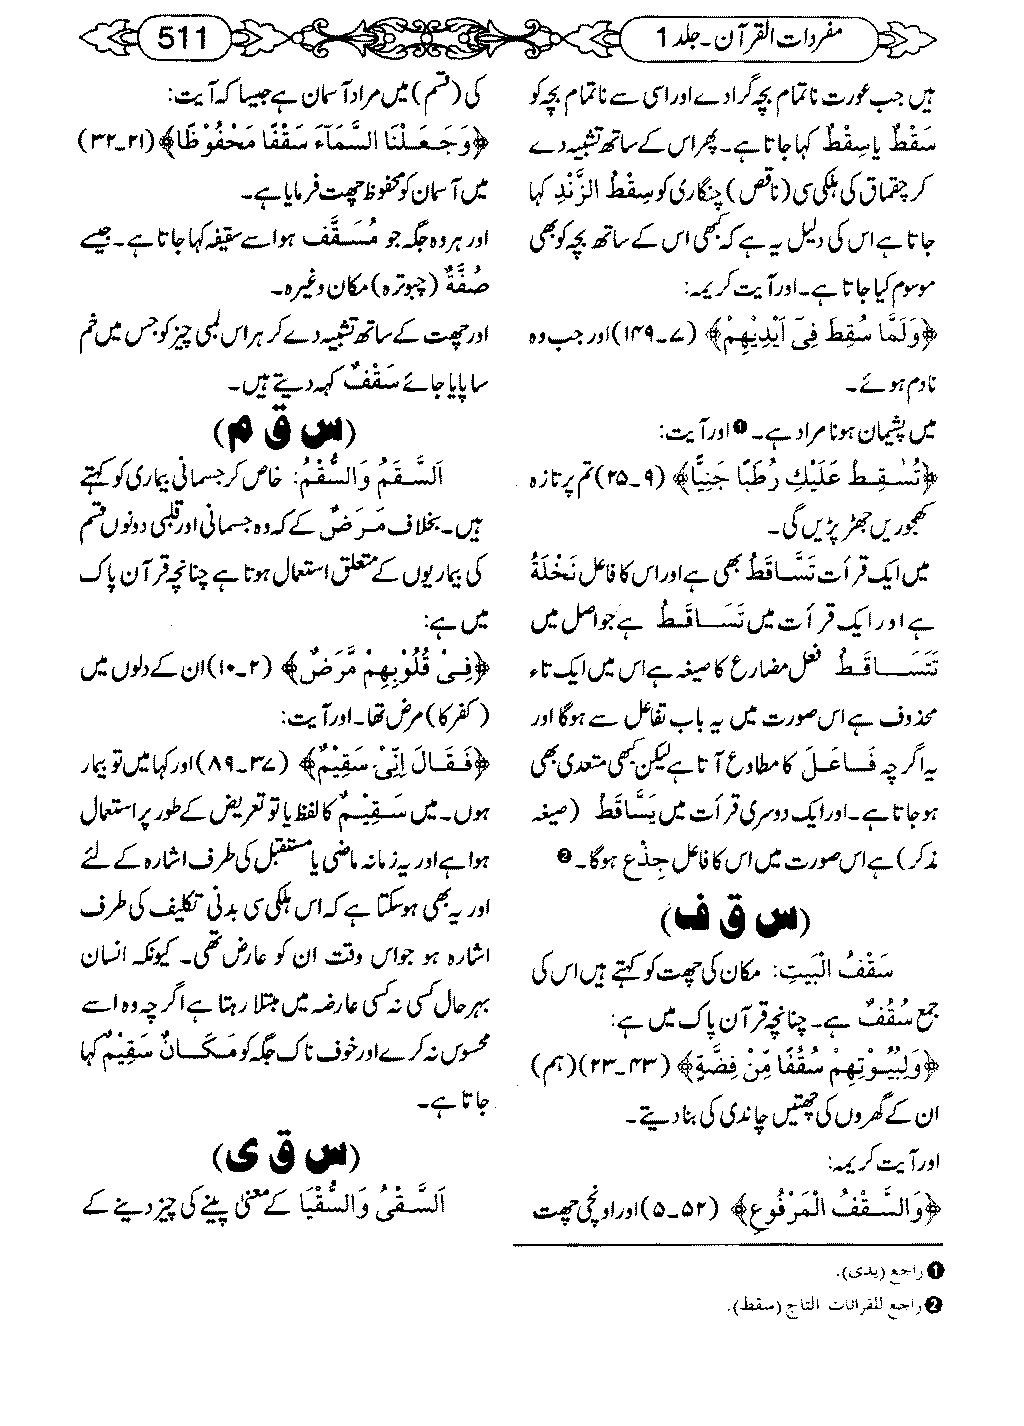 مفردات القرآن۔جلد 1
511
ہیں جب عورت ناتمام بچہ گرا دے اور اسی سے ناتمام بچہ کو
سَقْطٌ یا سِقْطٌ کہا جاتا ہے۔ پھر اس کے ساتھ تشبیہ دے
کر چقماق کی ہلکی سی (ناقص) چنگاری کو سِقْطُ الزَّنْدِ کہا
جاتا ہے اس کی دلیل یہ ہے کہ کبھی اس کے ساتھ بچہ کو بھی
موسوم کیا جاتا ہے۔ اور آیت کریمہ:
﴿وَلَمَّا سُقِطَ فِیْٓ اَیْدِیْهِمْ﴾ (۷۔۱۴۹) اور جب وہ
نادم ہوئے۔
میں پشیمان ہونا مراد ہے۔❶ اور آیت:
﴿تُسٰقِطْ عَلَیْكِ رُطَبًا جَنِیًّا﴾ (۹۔۲۵) تم پر تازہ
کھجوریں جھڑ پڑیں گی۔
میں ایک قرأت تَسَّاقَطُ بھی ہے اور اس کا فاعل نَخْلَةُ
ہے اور ایک قرأت میں تَسَاقَطُ ہے جو اصل میں
تَتَسَاقَطُ فعل مضارع کا صیغہ ہے اس میں ایک تاء
محذوف ہے اس صورت میں یہ باب تفاعل سے ہوگا اور
یہ اگرچہ فَاعَلَ کا مطاوع آتا ہے لیکن کبھی متعدی بھی
ہو جاتا ہے۔ اور ایک دوسری قرأت میں یَسَّاقَطُ (صیغہ
مذکر) ہے اس صورت میں اس کا فاعل جِذْع ہوگا۔❷
(س ق ف)
سَقْفُ الْبَیتِ: مکان کی چھت کو کہتے ہیں اس کی
جمع سُقُفٌ ہے۔ چنانچہ قرآن پاک میں ہے:
﴿وَلِبُیُوْتِهِمْ سُقُفًا مِّنْ فِضَّةٍ﴾ (۴۳۔۲۳) (ہم)
ان کے گھروں کی چھتیں چاندی کی بنا دیتے۔
اور آیت کریمہ:
﴿وَالسَّقْفُ الْمَرْفُوعِ﴾ (۵۲۔۵) اور اونچی چھت
کی (قسم) میں مراد آسمان ہے جیسا کہ آیت:
﴿وَجَعَلْنَا السَّمَآءَ سَقْفًا مَحْفُوْظًا﴾ (۲۱۔۳۲)
میں آسمان کو محفوظ چھت فرمایا ہے۔
اور ہر وہ جگہ جو مُسَقَّف ہو اسے سقیفہ کہا جاتا ہے۔ جیسے
صُفَّةٌ (چبوترہ) مکان وغیرہ۔
اور چھت کے ساتھ تشبیہ دے کر ہر اس لمبی چیز کو جس میں خم
سا پایا جائے سَقْفٌ کہہ دیتے ہیں۔
(س ق م)
اَلسَّقَمُ وَالسُّقْمُ: خاص کر جسمانی بیماری کو کہتے
ہیں۔ بخلاف مَرَضٌ کے کہ وہ جسمانی اور قلبی دونوں قسم
کی بیماریوں کے متعلق استعمال ہوتا ہے چنانچہ قرآن پاک
میں ہے:
﴿فِیْ قُلُوْبِهِمْ مَّرَضٌ﴾ (۲۔۱۰) ان کے دلوں میں
(کفر کا) مرض تھا۔ اور آیت:
﴿فَقَالَ اِنِّیْ سَقِیْمٌ﴾ (۳۷۔۸۹) اور کہا میں تو بیمار
ہوں۔ میں سَقِیْمٌ کا لفظ یا تو تعریض کے طور پر استعمال
ہوا ہے اور یہ زمانہ ماضی یا مستقبل کی طرف اشارہ کے لئے
اور یہ بھی ہو سکتا ہے کہ اس ہلکی سی بدنی تکلیف کی طرف
اشارہ ہو جو اس وقت ان کو عارض تھی۔ کیونکہ انسان
بہرحال کسی نہ کسی عارضہ میں مبتلا رہتا ہے اگرچہ وہ اسے
محسوس نہ کرے اور خوف ناک جگہ کو مَکَانٌ سَقِیْمٌ کہا
جاتا ہے۔
(س ق ی)
اَلسَّقْیُ وَالسُّقْیَا کے معنیٰ پینے کی چیز دینے کے
❶ راجع (یدی).
❷ راجع للقرائات التاج (سقط).